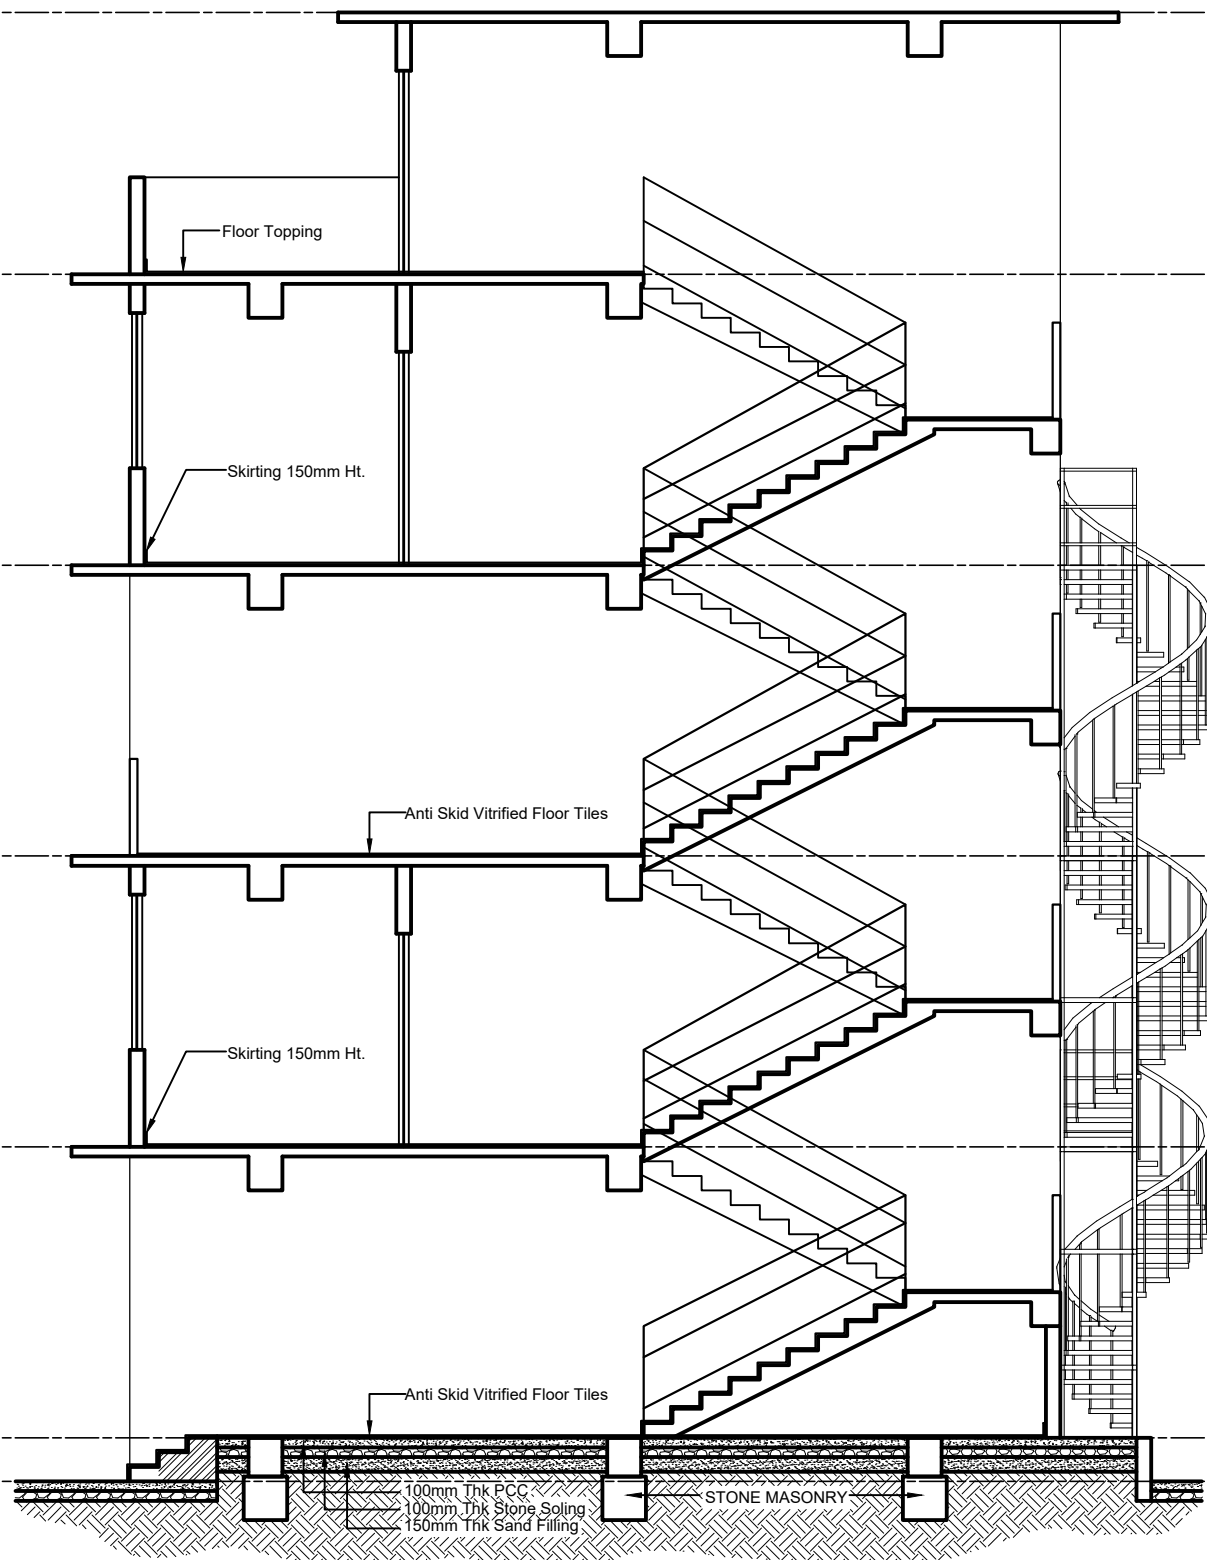 Floor Topping
Skirting 150mm Ht.
Anti Skid Vitrified Floor Tiles
Skirting 150mm Ht.
Anti Skid Vitrified Floor Tiles
100mm Thk PCC
100mm Thk Stone Soling
150mm Thk Sand Filling
STONE MASONRY